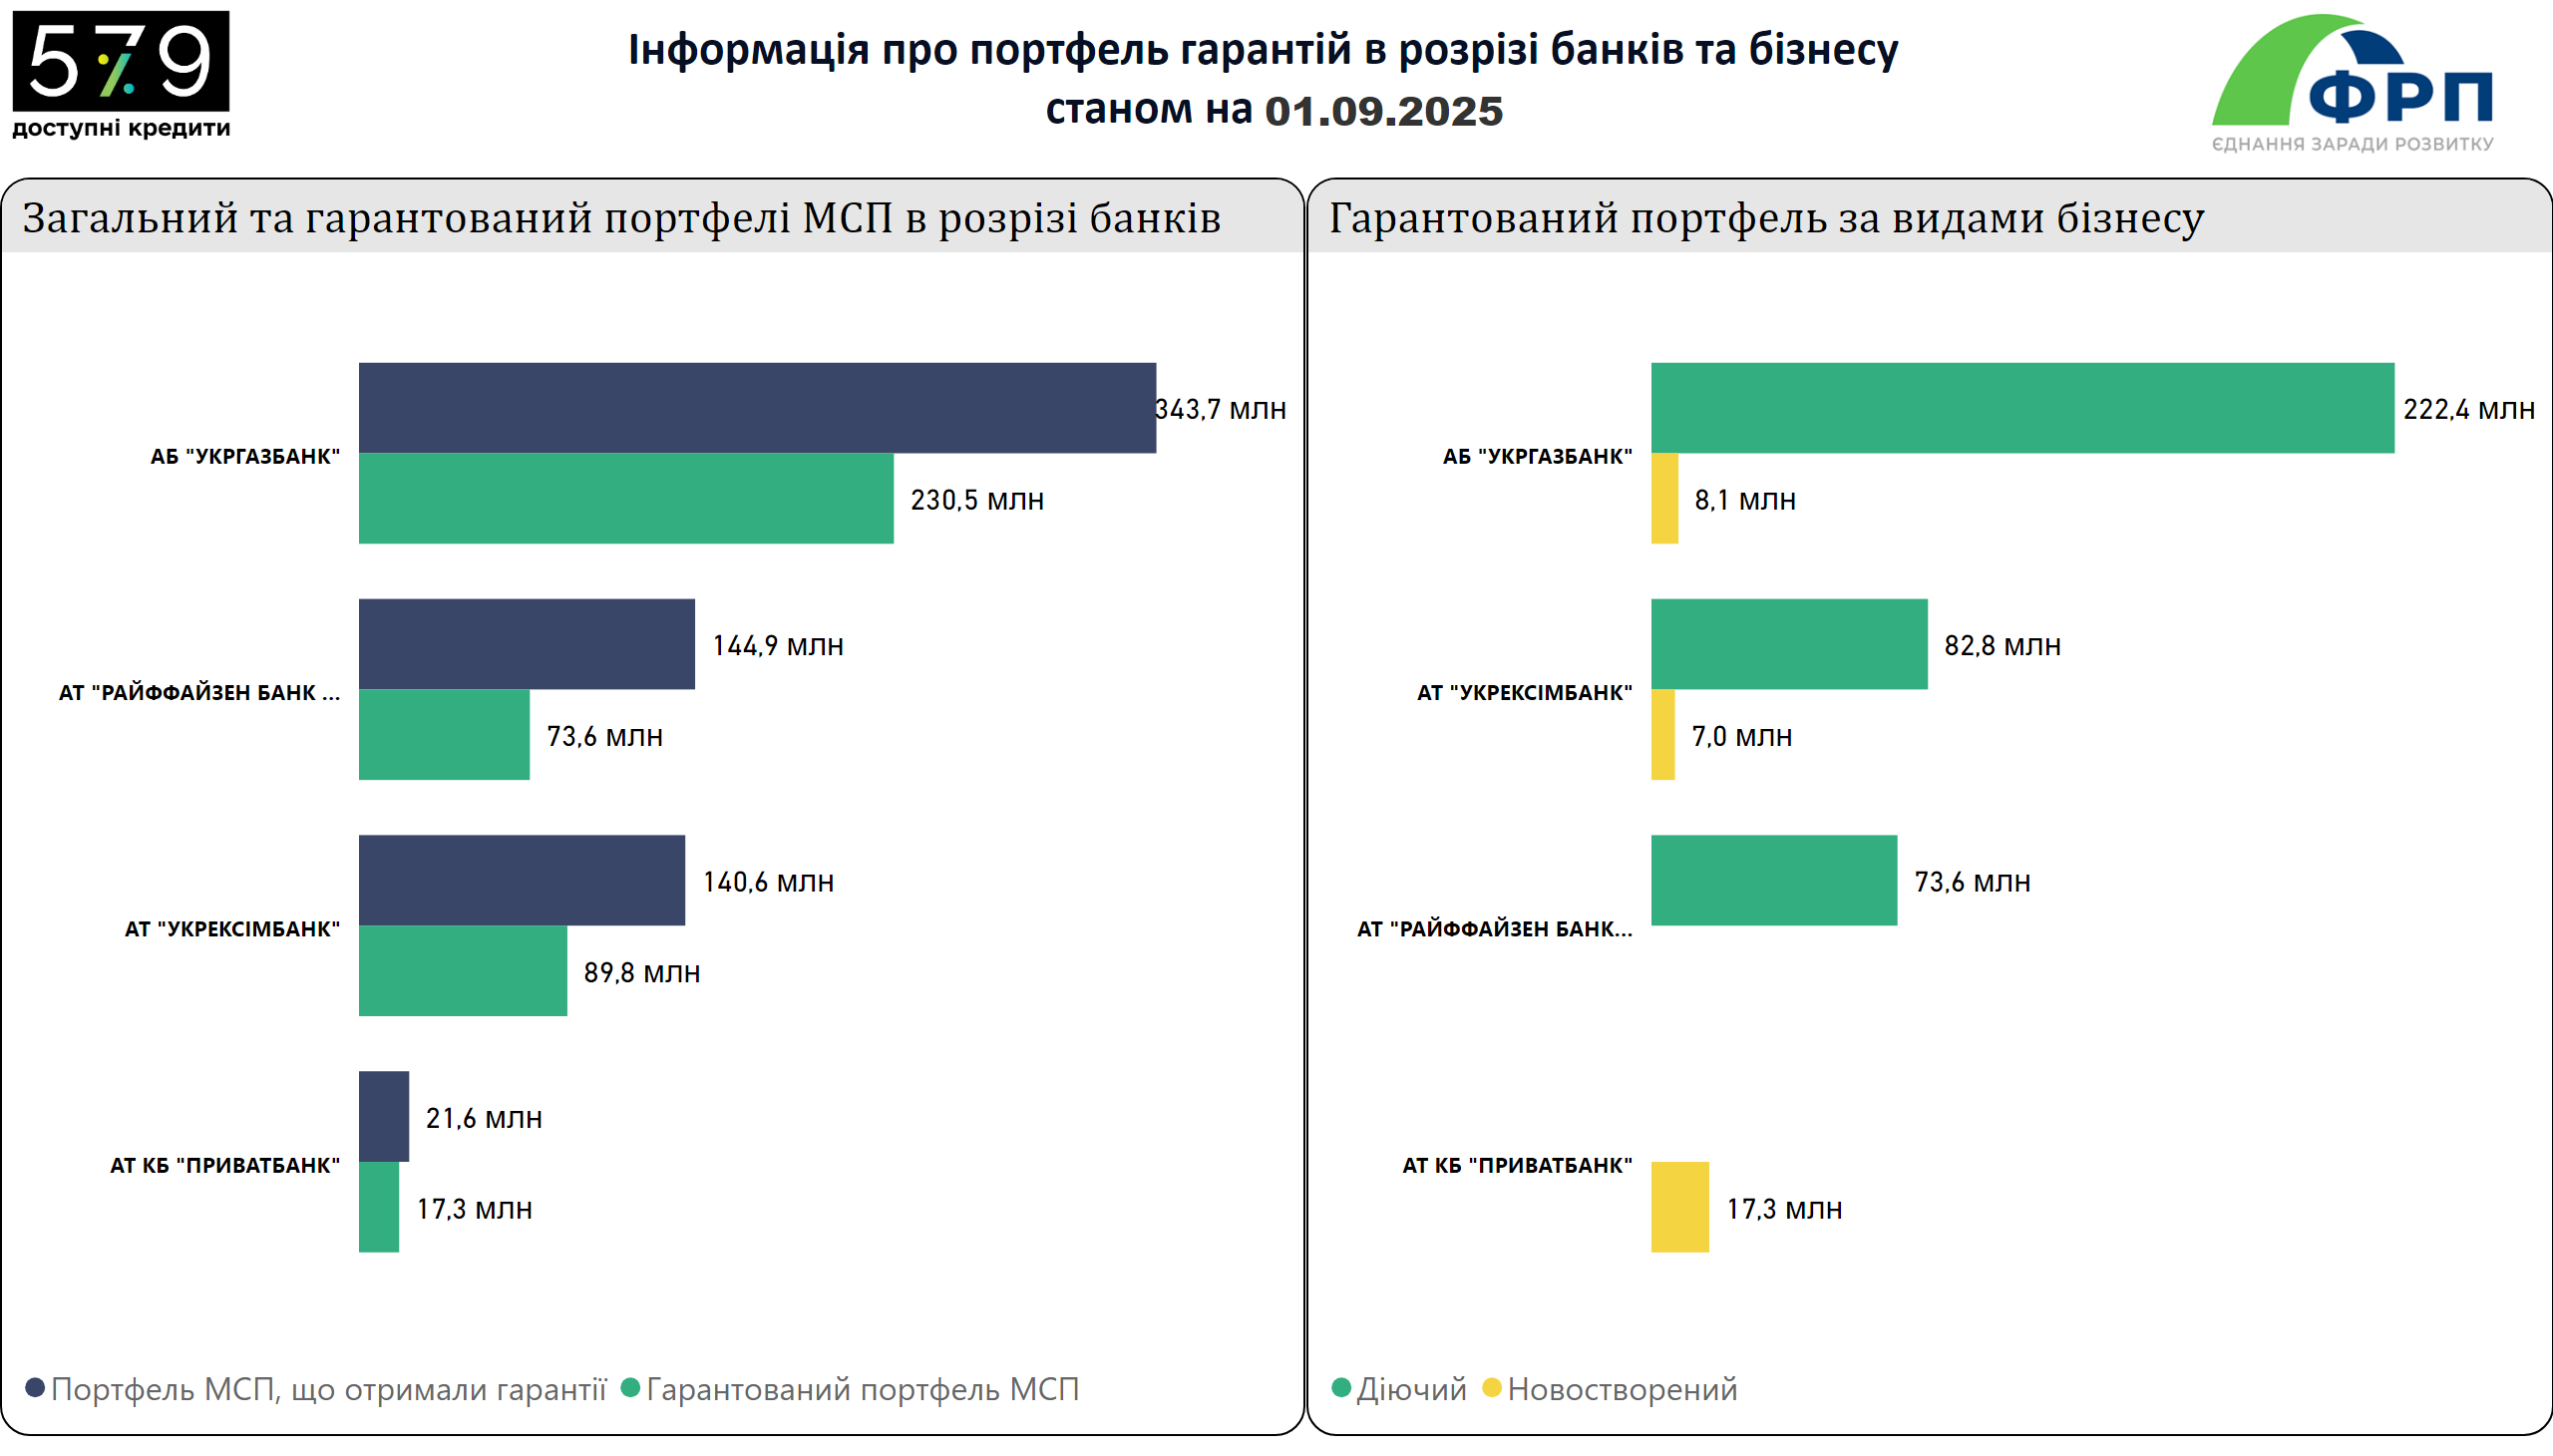 579
доступні кредити
Інформація про портфель гарантій в розрізі банків та бізнесу
станом на 01.09.2025
ФРП
ЄДНАННЯ ЗАРАДИ РОЗВИТКУ
Загальний та гарантований портфелі МСП в розрізі банків
АБ "УКРГАЗБАНК"
343,7 млн
230,5 млн
АТ "РАЙФФАЙЗЕН БАНК ...
144,9 млн
73,6 млн
АТ "УКРЕКСІМБАНК"
140,6 млн
89,8 млн
АТ КБ "ПРИВАТБАНК"
21,6 млн
17,3 млн
Портфель МСП, що отримали гарантії Гарантований портфель МСП
Гарантований портфель за видами бізнесу
АБ "УКРГАЗБАНК"
222,4 млн
8,1 млн
АТ "УКРЕКСІМБАНК"
82,8 млн
7,0 млн
АТ "РАЙФФАЙЗЕН БАНК...
73,6 млн
АТ КБ "ПРИВАТБАНК"
17,3 млн
Діючий Новостворений